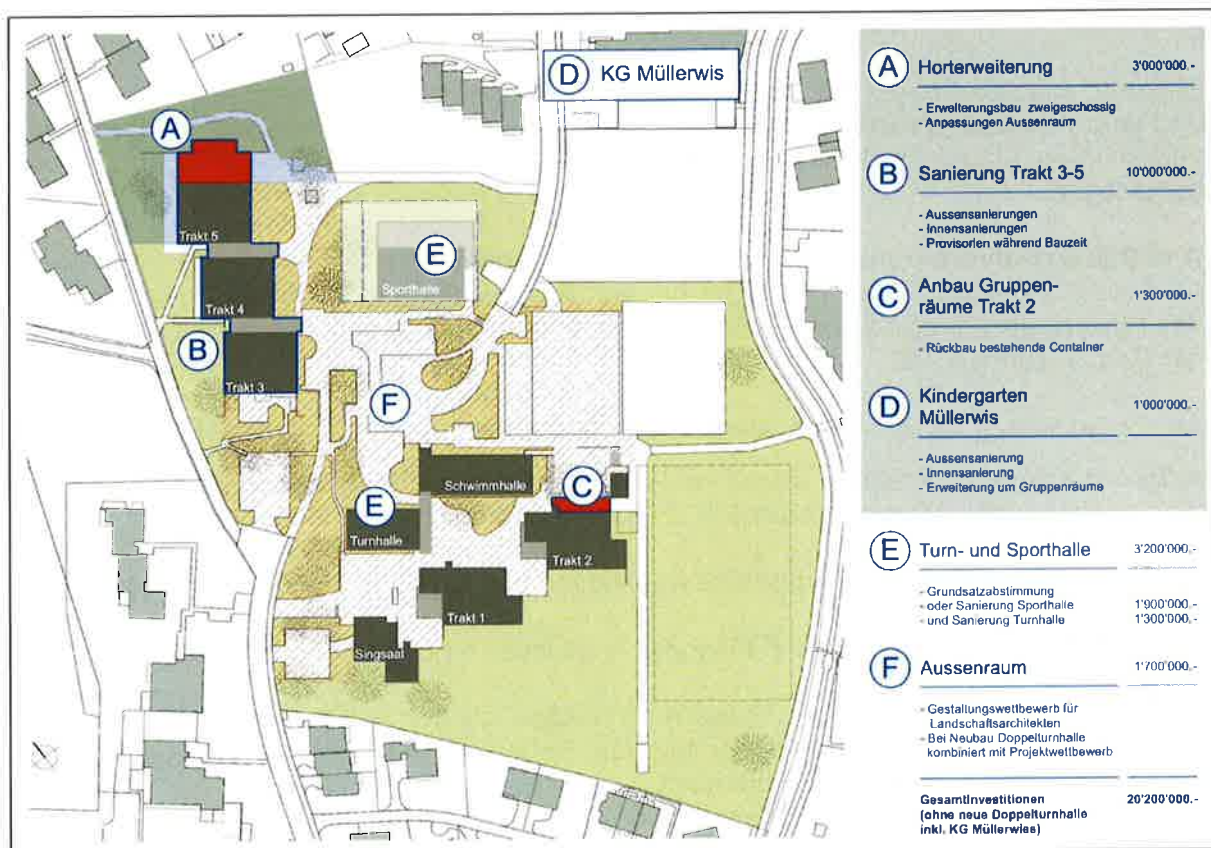 D KG Müllerwis
A
Trakt 5
E
Sporthalle
Trakt 4
B
Trakt 3
F
Schwimmhalle
C
E
Turnhalle
Trakt 2
Trakt 1
Singsaal
A Horterweiterung 3'000'000.-
- Erweiterungsbau zweigeschossig
- Anpassungen Aussenraum
B Sanierung Trakt 3-5 10'000'000.-
- Aussensanierungen
- Innensanierungen
- Provisorien während Bauzeit
C Anbau Gruppen-
räume Trakt 2 1'300'000.-
- Rückbau bestehende Container
D Kindergarten
Müllerwis 1'000'000.-
- Aussensanierung
- Innensanierung
- Erweiterung um Gruppenräume
E Turn- und Sporthalle 3'200'000.-
- Grundsatzabstimmung
- oder Sanierung Sporthalle 1'900'000.-
- und Sanierung Turnhalle 1'300'000.-
F Aussenraum 1'700'000.-
- Gestaltungswettbewerb für
Landschaftsarchitekten
- Bei Neubau Doppelturnhalle
kombiniert mit Projektwettbewerb
Gesamtinvestitionen 20'200'000.-
(ohne neue Doppelturnhalle
inkl. KG Müllerwies)